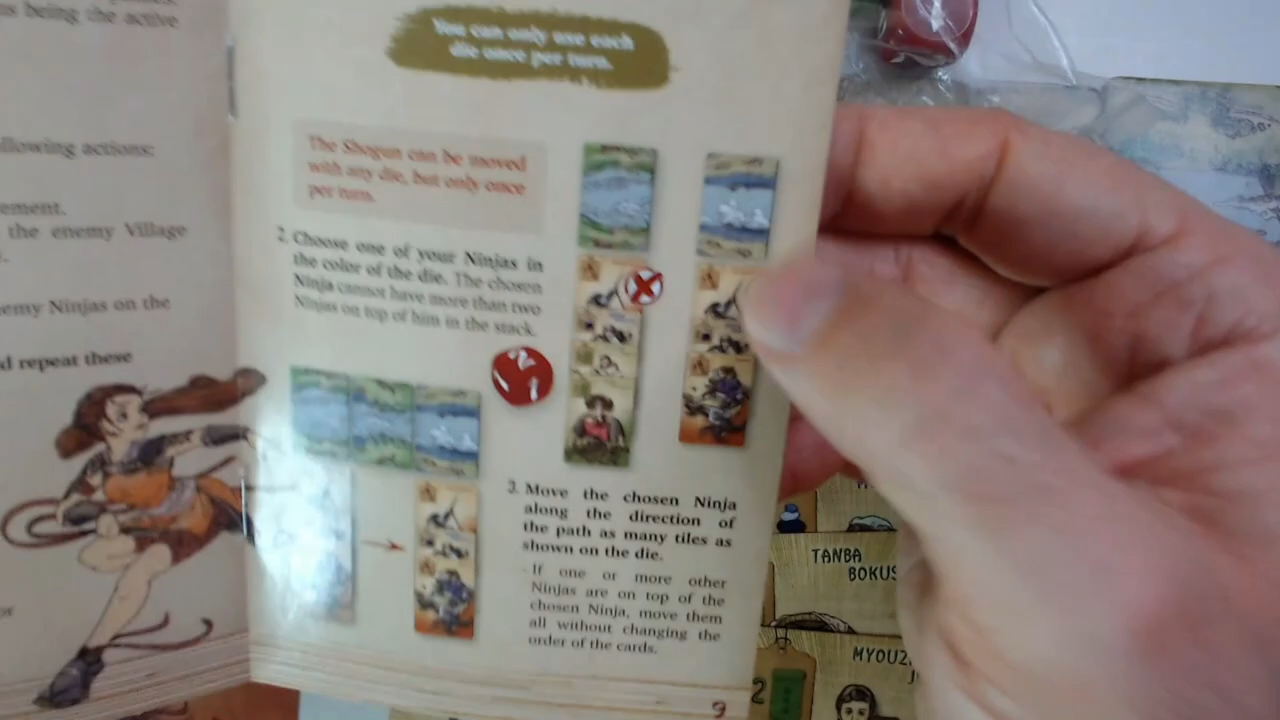 s being the active
llowing actions:
ement.
the enemy Village
emy Ninjas on the
d repeat these
You can only use each
die once per turn.
The Shogun can be moved
with any die, but only once
per turn.
2. Choose one of your Ninjas in
the color of the die. The chosen
Ninja cannot have more than two
Ninjas on top of him in the stack.
2
1
3. Move the chosen Ninja
along the direction of
the path as many tiles as
shown on the die.
- If one or more other
Ninjas are on top of the
chosen Ninja, move them
all without changing the
order of the cards.
9
TANBA
BOKUS
MYOUZ
J
2